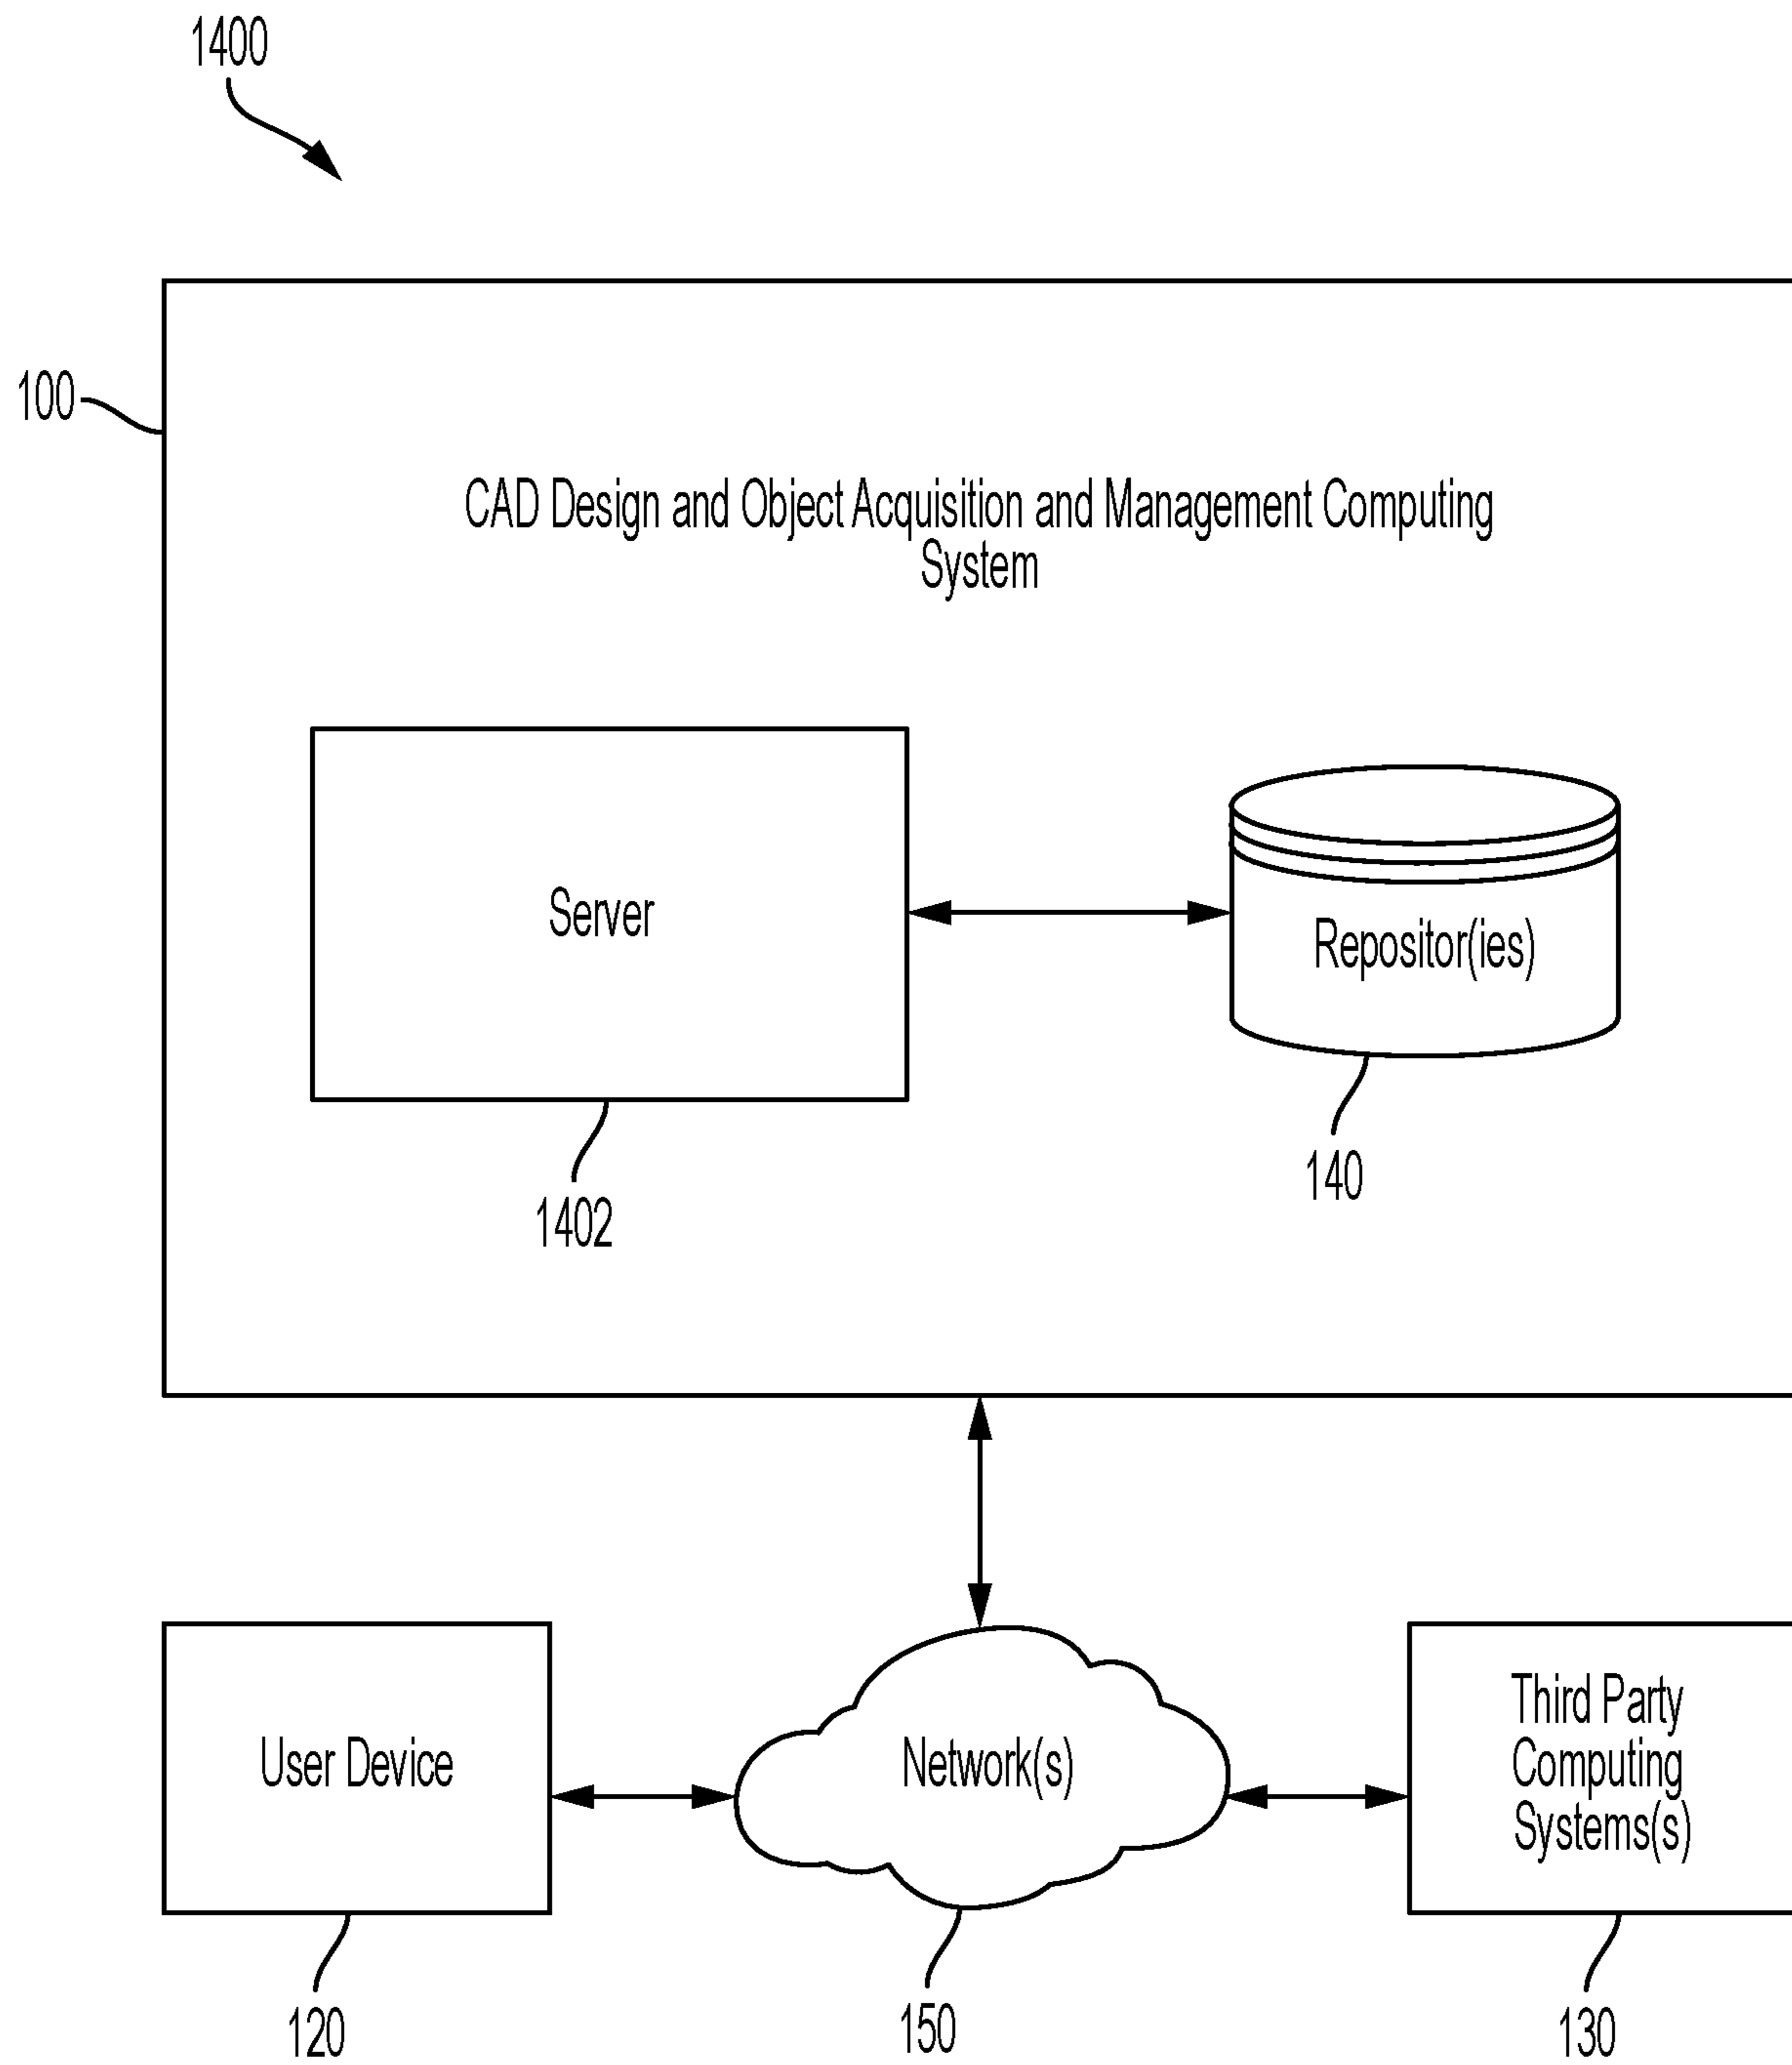 1400
100
CAD Design and Object Acquisition and Management Computing
System
Server
Repositor(ies)
140
1402
User Device
Network(s)
Third Party
Computing
Systems(s)
120
150
130